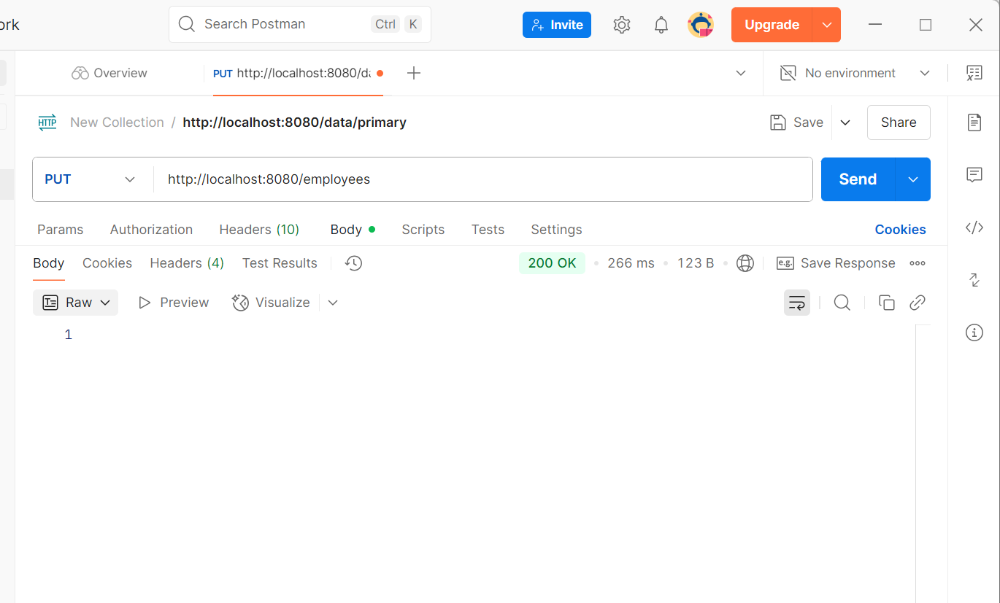 ork
Search Postman Ctrl K
Invite
Upgrade
Overview
PUT http://localhost:8080/da
No environment
HTTP New Collection / http://localhost:8080/data/primary
Save
Share
PUT http://localhost:8080/employees
Send
Params Authorization Headers (10) Body Scripts Tests Settings Cookies
Body Cookies Headers (4) Test Results 200 OK • 266 ms • 123 B • e.g. Save Response
Raw Preview Visualize
1